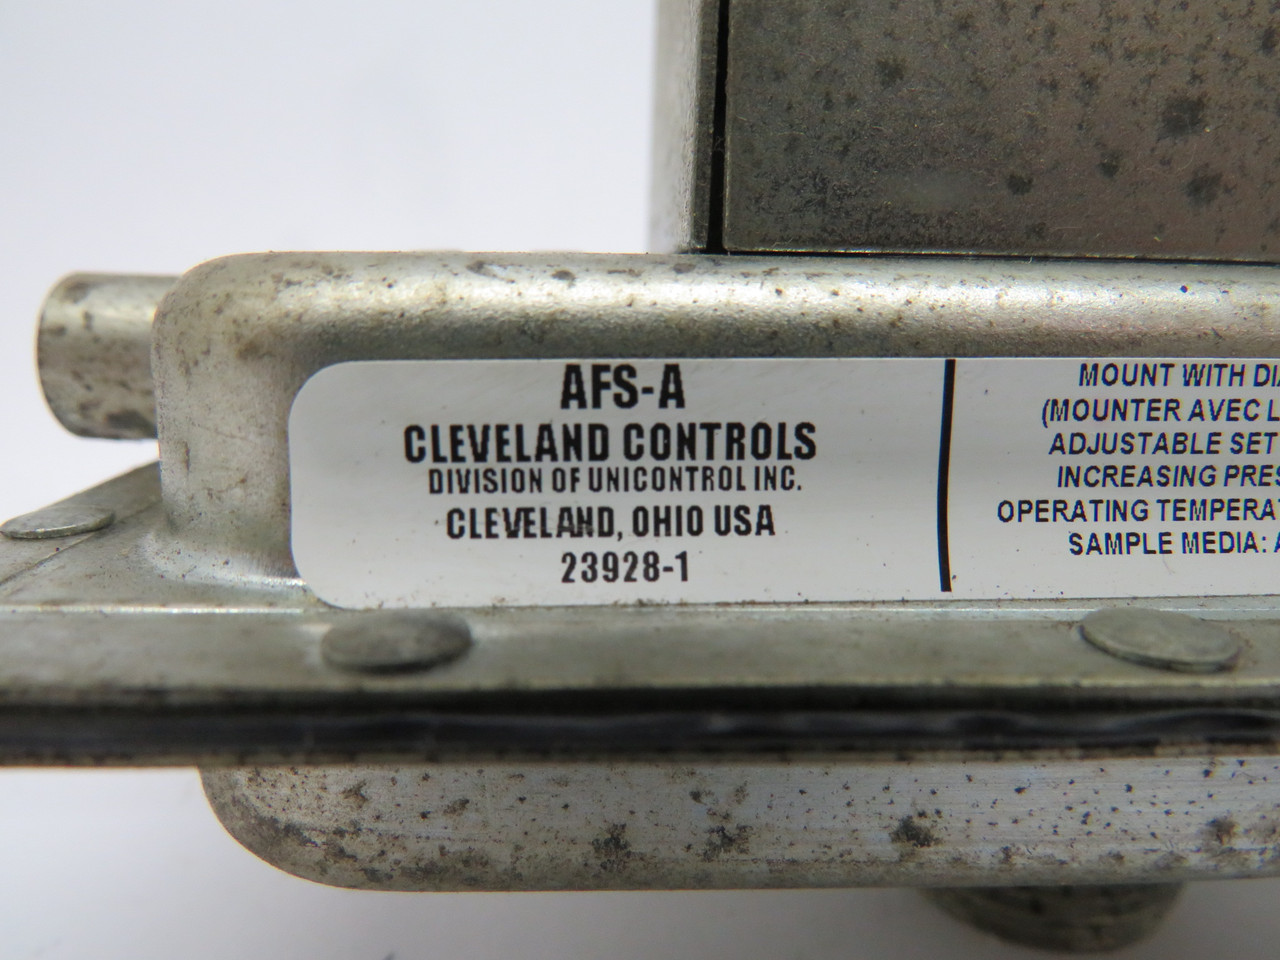 AFS-A
CLEVELAND CONTROLS
DIVISION OF UNICONTROL INC.
CLEVELAND, OHIO USA
23928-1
MOUNT WITH
(MOUNTER AVEC
ADJUSTABLE SET
INCREASING
OPERATING
SAMPLE MEDIA: